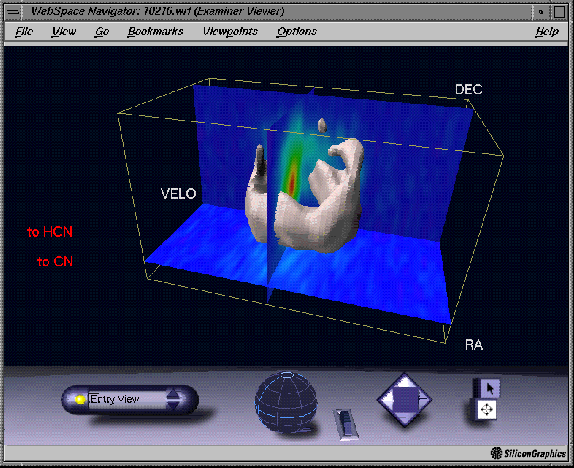 WebSpace Navigator: 10216.wrl (Examiner Viewer)
File View Go Bookmarks Viewpoints Options Help
DEC
VELO
to HCN
to CN
RA
Entry View
SiliconGraphics